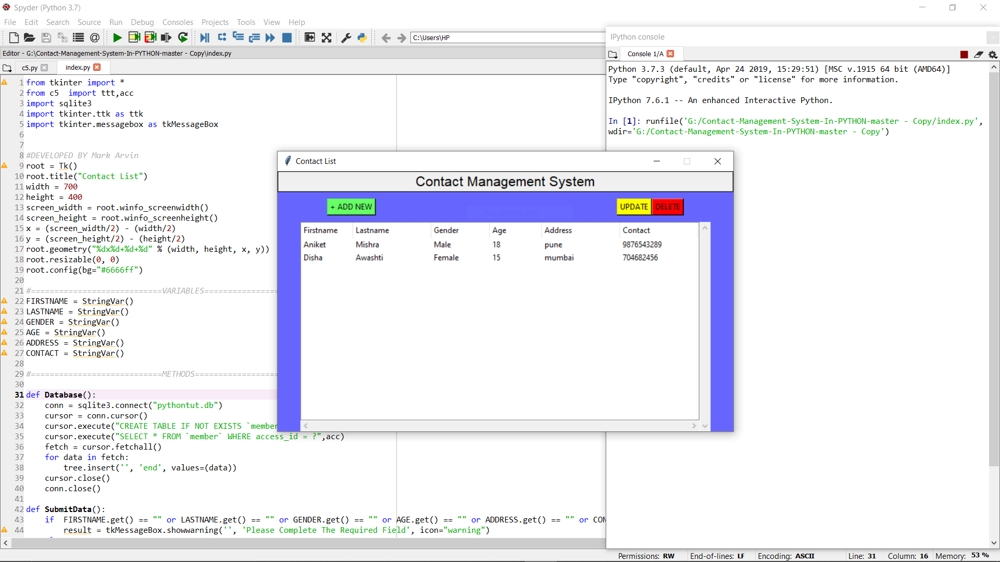 Spyder (Python 3.7)
File Edit Search Source Run Debug Consoles Projects Tools View Help
C:\Users\HP
Editor - G:\Contact-Management-System-In-PYTHON-master - Copy\index.py
c5.py index.py
1 from tkinter import *
2 from c5  import ttt,acc
3 import sqlite3
4 import tkinter.ttk as ttk
5 import tkinter.messagebox as tkMessageBox
6
7
8 #DEVELOPED BY Mark Arvin
9 root = Tk()
10 root.title("Contact List")
11 width = 700
12 height = 400
13 screen_width = root.winfo_screenwidth()
14 screen_height = root.winfo_screenheight()
15 x = (screen_width/2) - (width/2)
16 y = (screen_height/2) - (height/2)
17 root.geometry("%dx%d+%d+%d" % (width, height, x, y))
18 root.resizable(0, 0)
19 root.config(bg="#6666ff")
20
21 #============================VARIABLES================
22 FIRSTNAME = StringVar()
23 LASTNAME = StringVar()
24 GENDER = StringVar()
25 AGE = StringVar()
26 ADDRESS = StringVar()
27 CONTACT = StringVar()
28
29 #============================METHODS==================
30
31 def Database():
32     conn = sqlite3.connect("pythontut.db")
33     cursor = conn.cursor()
34     cursor.execute("CREATE TABLE IF NOT EXISTS `member
35     cursor.execute("SELECT * FROM `member` WHERE access_id = ?",acc)
36     fetch = cursor.fetchall()
37     for data in fetch:
38         tree.insert('', 'end', values=(data))
39     cursor.close()
40     conn.close()
41
42 def SubmitData():
43     if  FIRSTNAME.get() == "" or LASTNAME.get() == "" or GENDER.get() == "" or AGE.get() == "" or ADDRESS.get() == "" or CON
44         result = tkMessageBox.showwarning('', 'Please Complete The Required Field', icon="warning")
IPython console
Console 1/A
Python 3.7.3 (default, Apr 24 2019, 15:29:51) [MSC v.1915 64 bit (AMD64)]
Type "copyright", "credits" or "license" for more information.
IPython 7.6.1 -- An enhanced Interactive Python.
In [1]: runfile('G:/Contact-Management-System-In-PYTHON-master - Copy/index.py',
wdir='G:/Contact-Management-System-In-PYTHON-master - Copy')
Contact List
Contact Management System
+ ADD NEW UPDATE DELETE
Full-screen Snip
Firstname Lastname Gender Age Address Contact
Aniket Mishra Male 18 pune 9876543289
Disha Awashti Female 15 mumbai 704682456
Permissions: RW End-of-lines: LF Encoding: ASCII Line: 31 Column: 16 Memory: 53 %